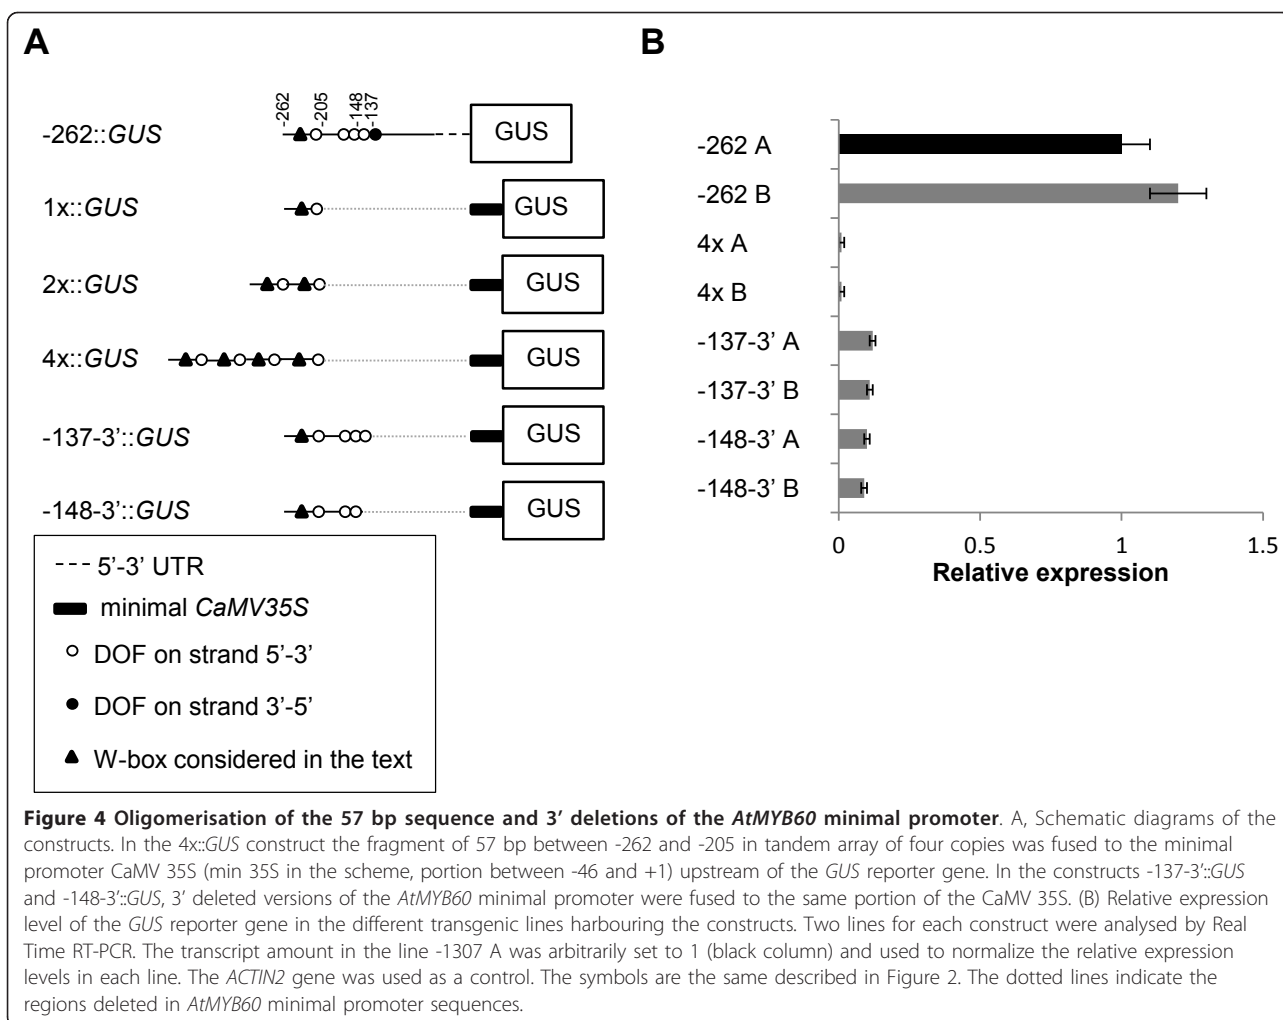 A
B
-262
-205
-148
-137
-262::GUS
GUS
1x::GUS
GUS
2x::GUS
GUS
4x::GUS
GUS
-137-3'::GUS
GUS
-148-3'::GUS
GUS
5'-3' UTR
minimal CaMV35S
DOF on strand 5'-3'
DOF on strand 3'-5'
W-box considered in the text
-262 A
-262 B
4x A
4x B
-137-3' A
-137-3' B
-148-3' A
-148-3' B
0 0.5 1 1.5
Relative expression
Figure 4 Oligomerisation of the 57 bp sequence and 3' deletions of the AtMYB60 minimal promoter. A, Schematic diagrams of the
constructs. In the 4x::GUS construct the fragment of 57 bp between -262 and -205 in tandem array of four copies was fused to the minimal
promoter CaMV 35S (min 35S in the scheme, portion between -46 and +1) upstream of the GUS reporter gene. In the constructs -137-3'::GUS
and -148-3'::GUS, 3' deleted versions of the AtMYB60 minimal promoter were fused to the same portion of the CaMV 35S. (B) Relative expression
level of the GUS reporter gene in the different transgenic lines harbouring the constructs. Two lines for each construct were analysed by Real
Time RT-PCR. The transcript amount in the line -1307 A was arbitrarily set to 1 (black column) and used to normalize the relative expression
levels in each line. The ACTIN2 gene was used as a control. The symbols are the same described in Figure 2. The dotted lines indicate the
regions deleted in AtMYB60 minimal promoter sequences.